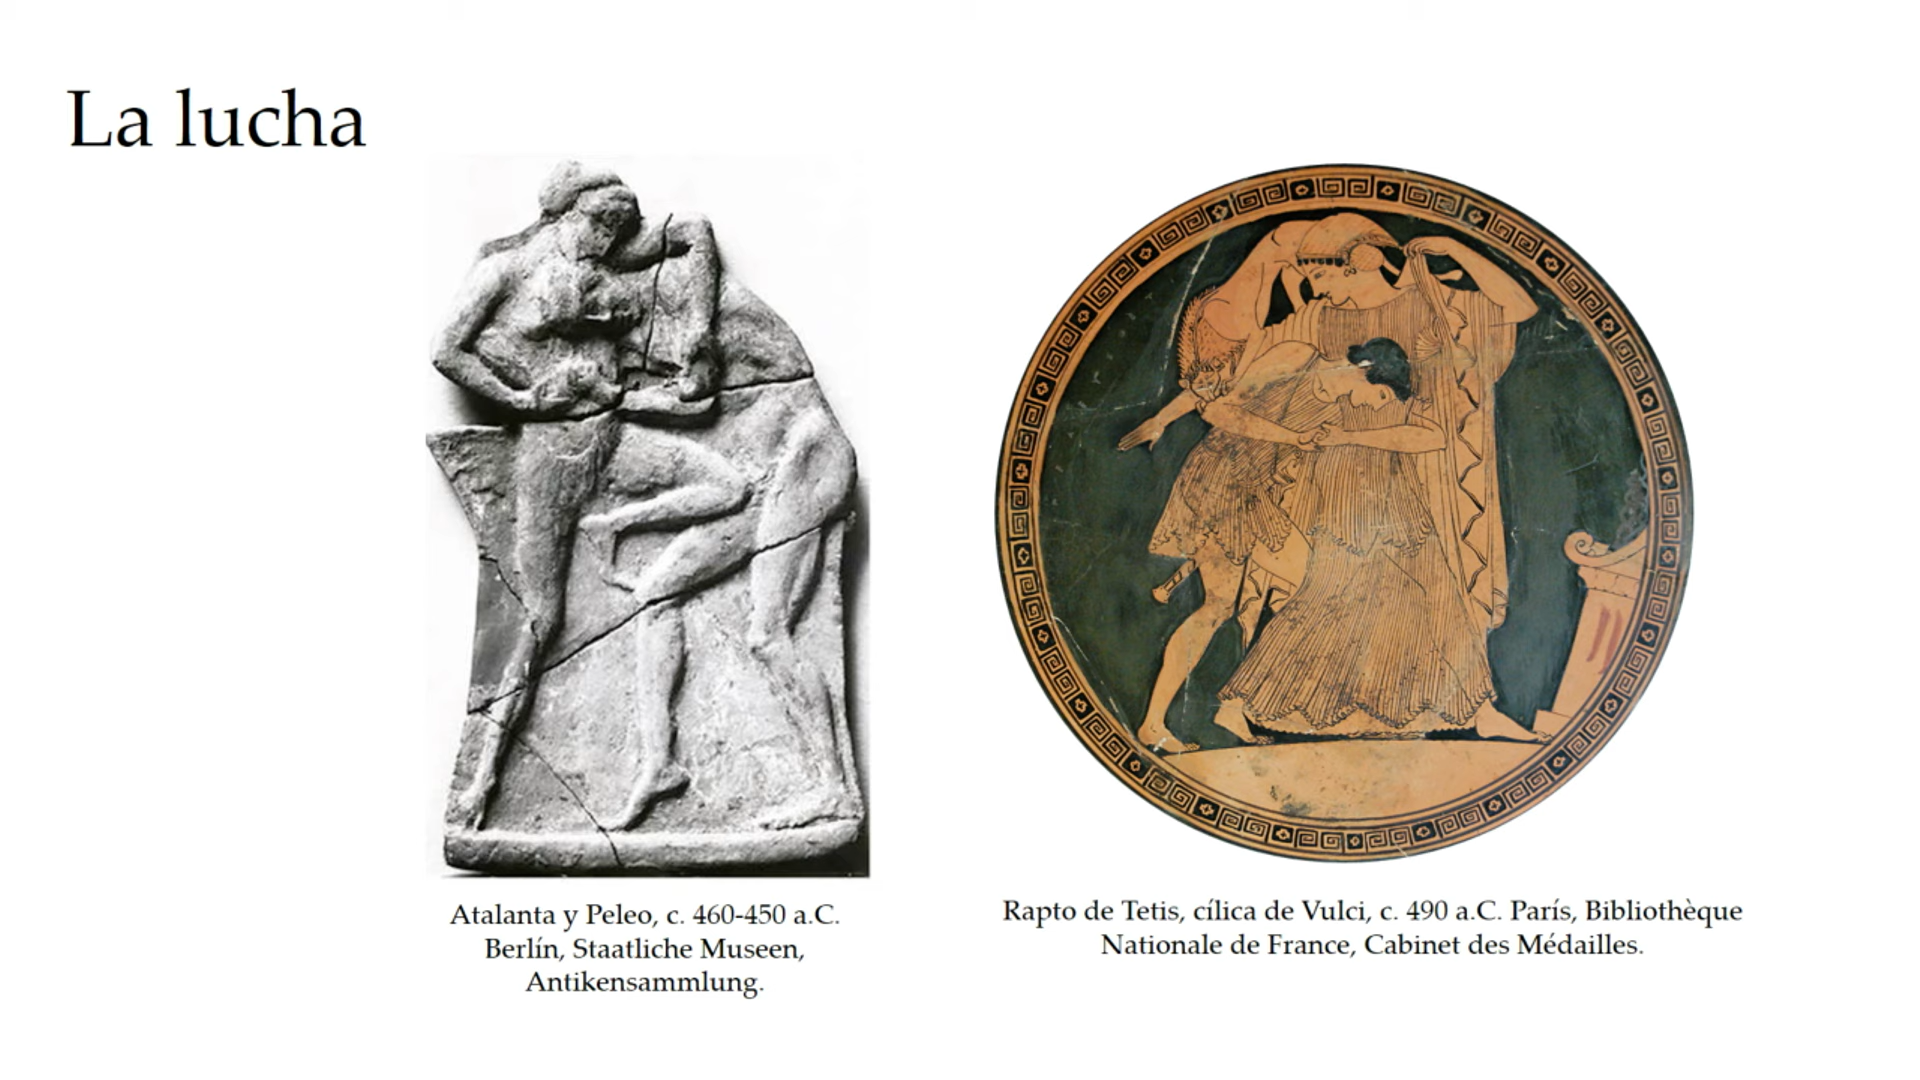 La lucha
Atalanta y Peleo, c. 460-450 a.C.
Berlín, Staatliche Museen,
Antikensammlung.
Rapto de Tetis, cílica de Vulci, c. 490 a.C. París, Bibliothèque
Nationale de France, Cabinet des Médailles.